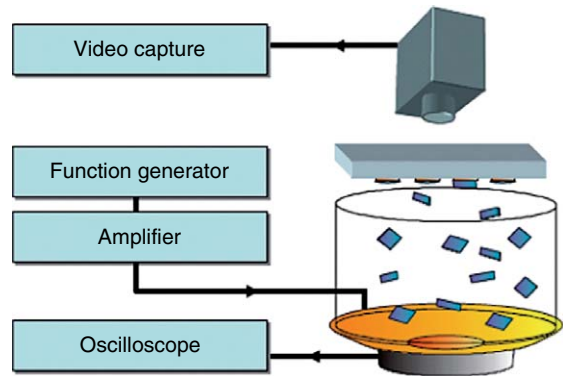 Video capture
Function generator
Amplifier
Oscilloscope